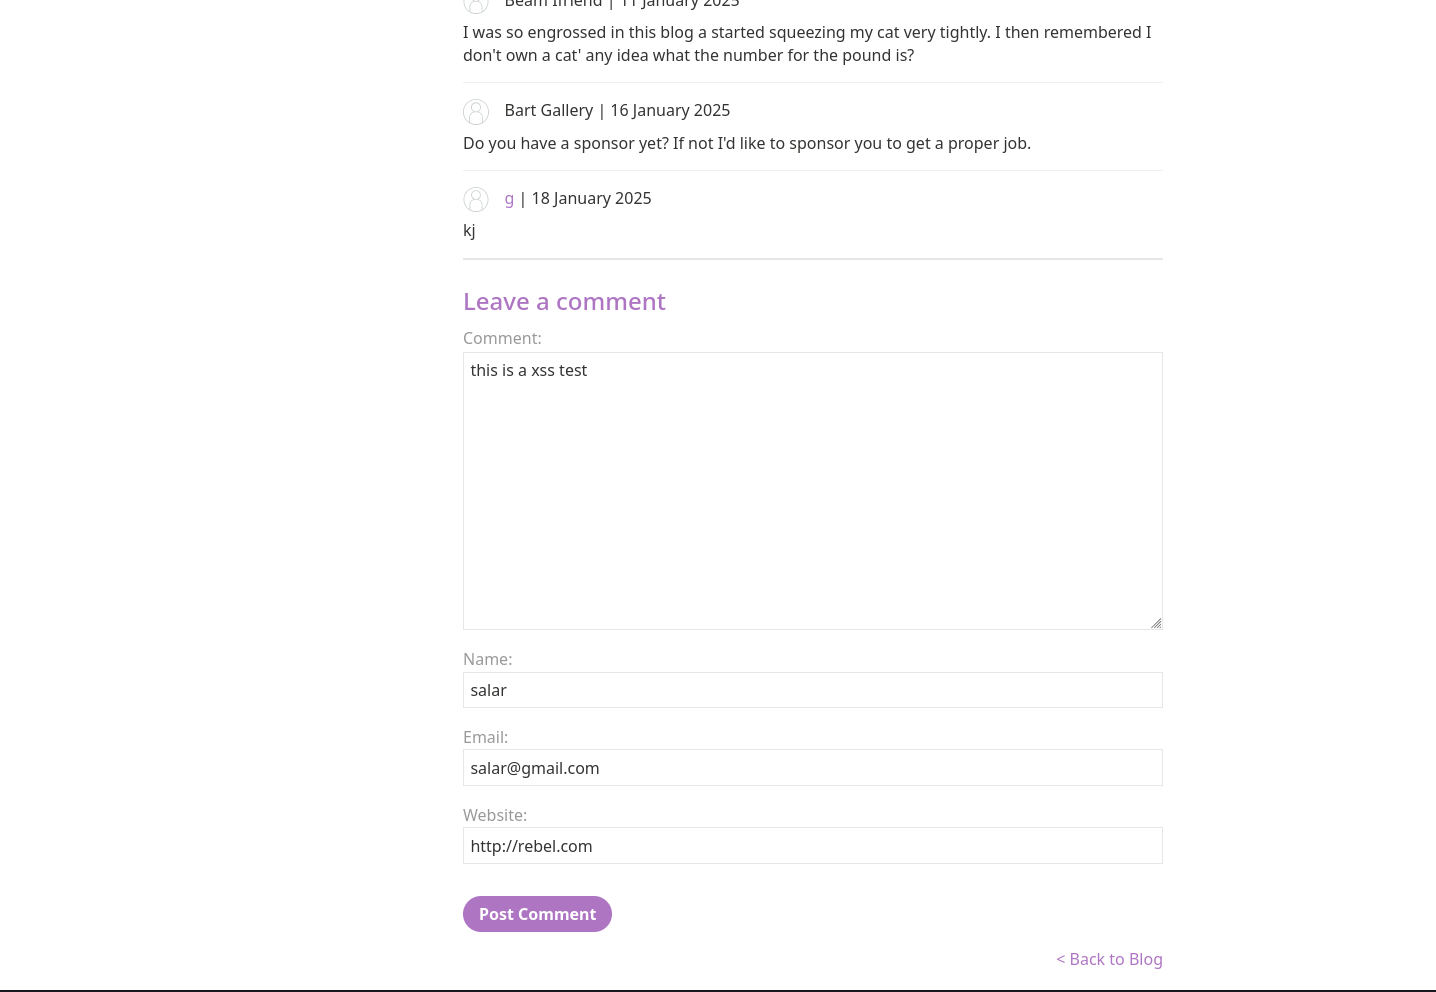 Beam Ifriend | 11 January 2025
I was so engrossed in this blog a started squeezing my cat very tightly. I then remembered I
don't own a cat' any idea what the number for the pound is?
Bart Gallery | 16 January 2025
Do you have a sponsor yet? If not I'd like to sponsor you to get a proper job.
g | 18 January 2025
kj
Leave a comment
Comment:
this is a xss test
Name:
salar
Email:
salar@gmail.com
Website:
http://rebel.com
Post Comment
< Back to Blog